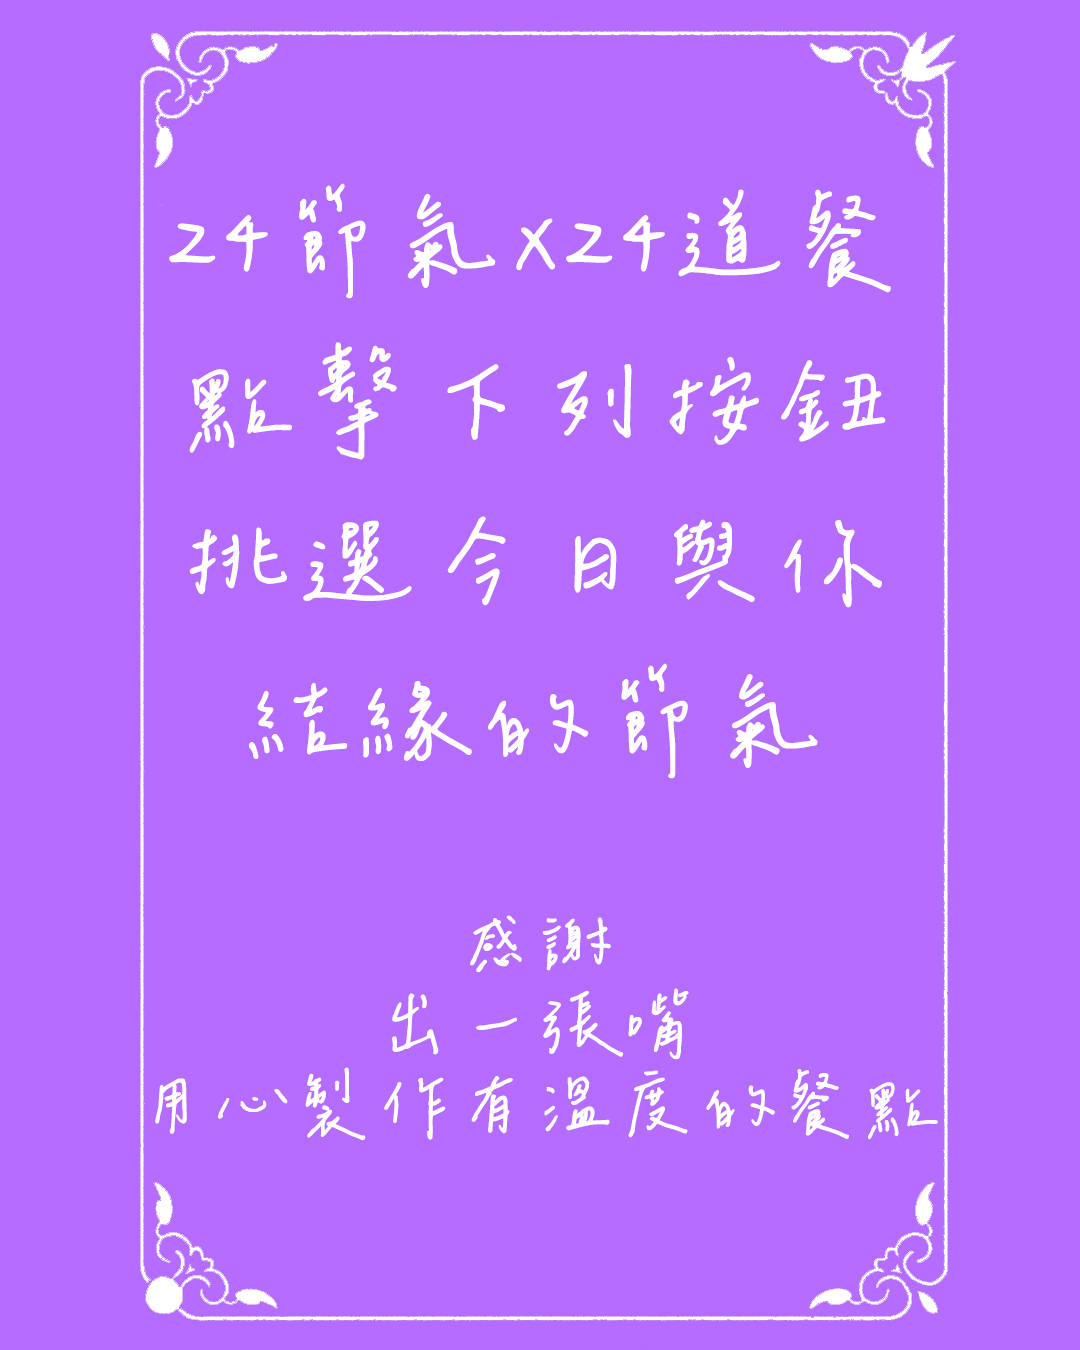 24節氣x24道餐
點擊下列按鈕
挑選今日與你
結緣的節氣
感謝
出一張嘴
用心製作有溫度的餐點